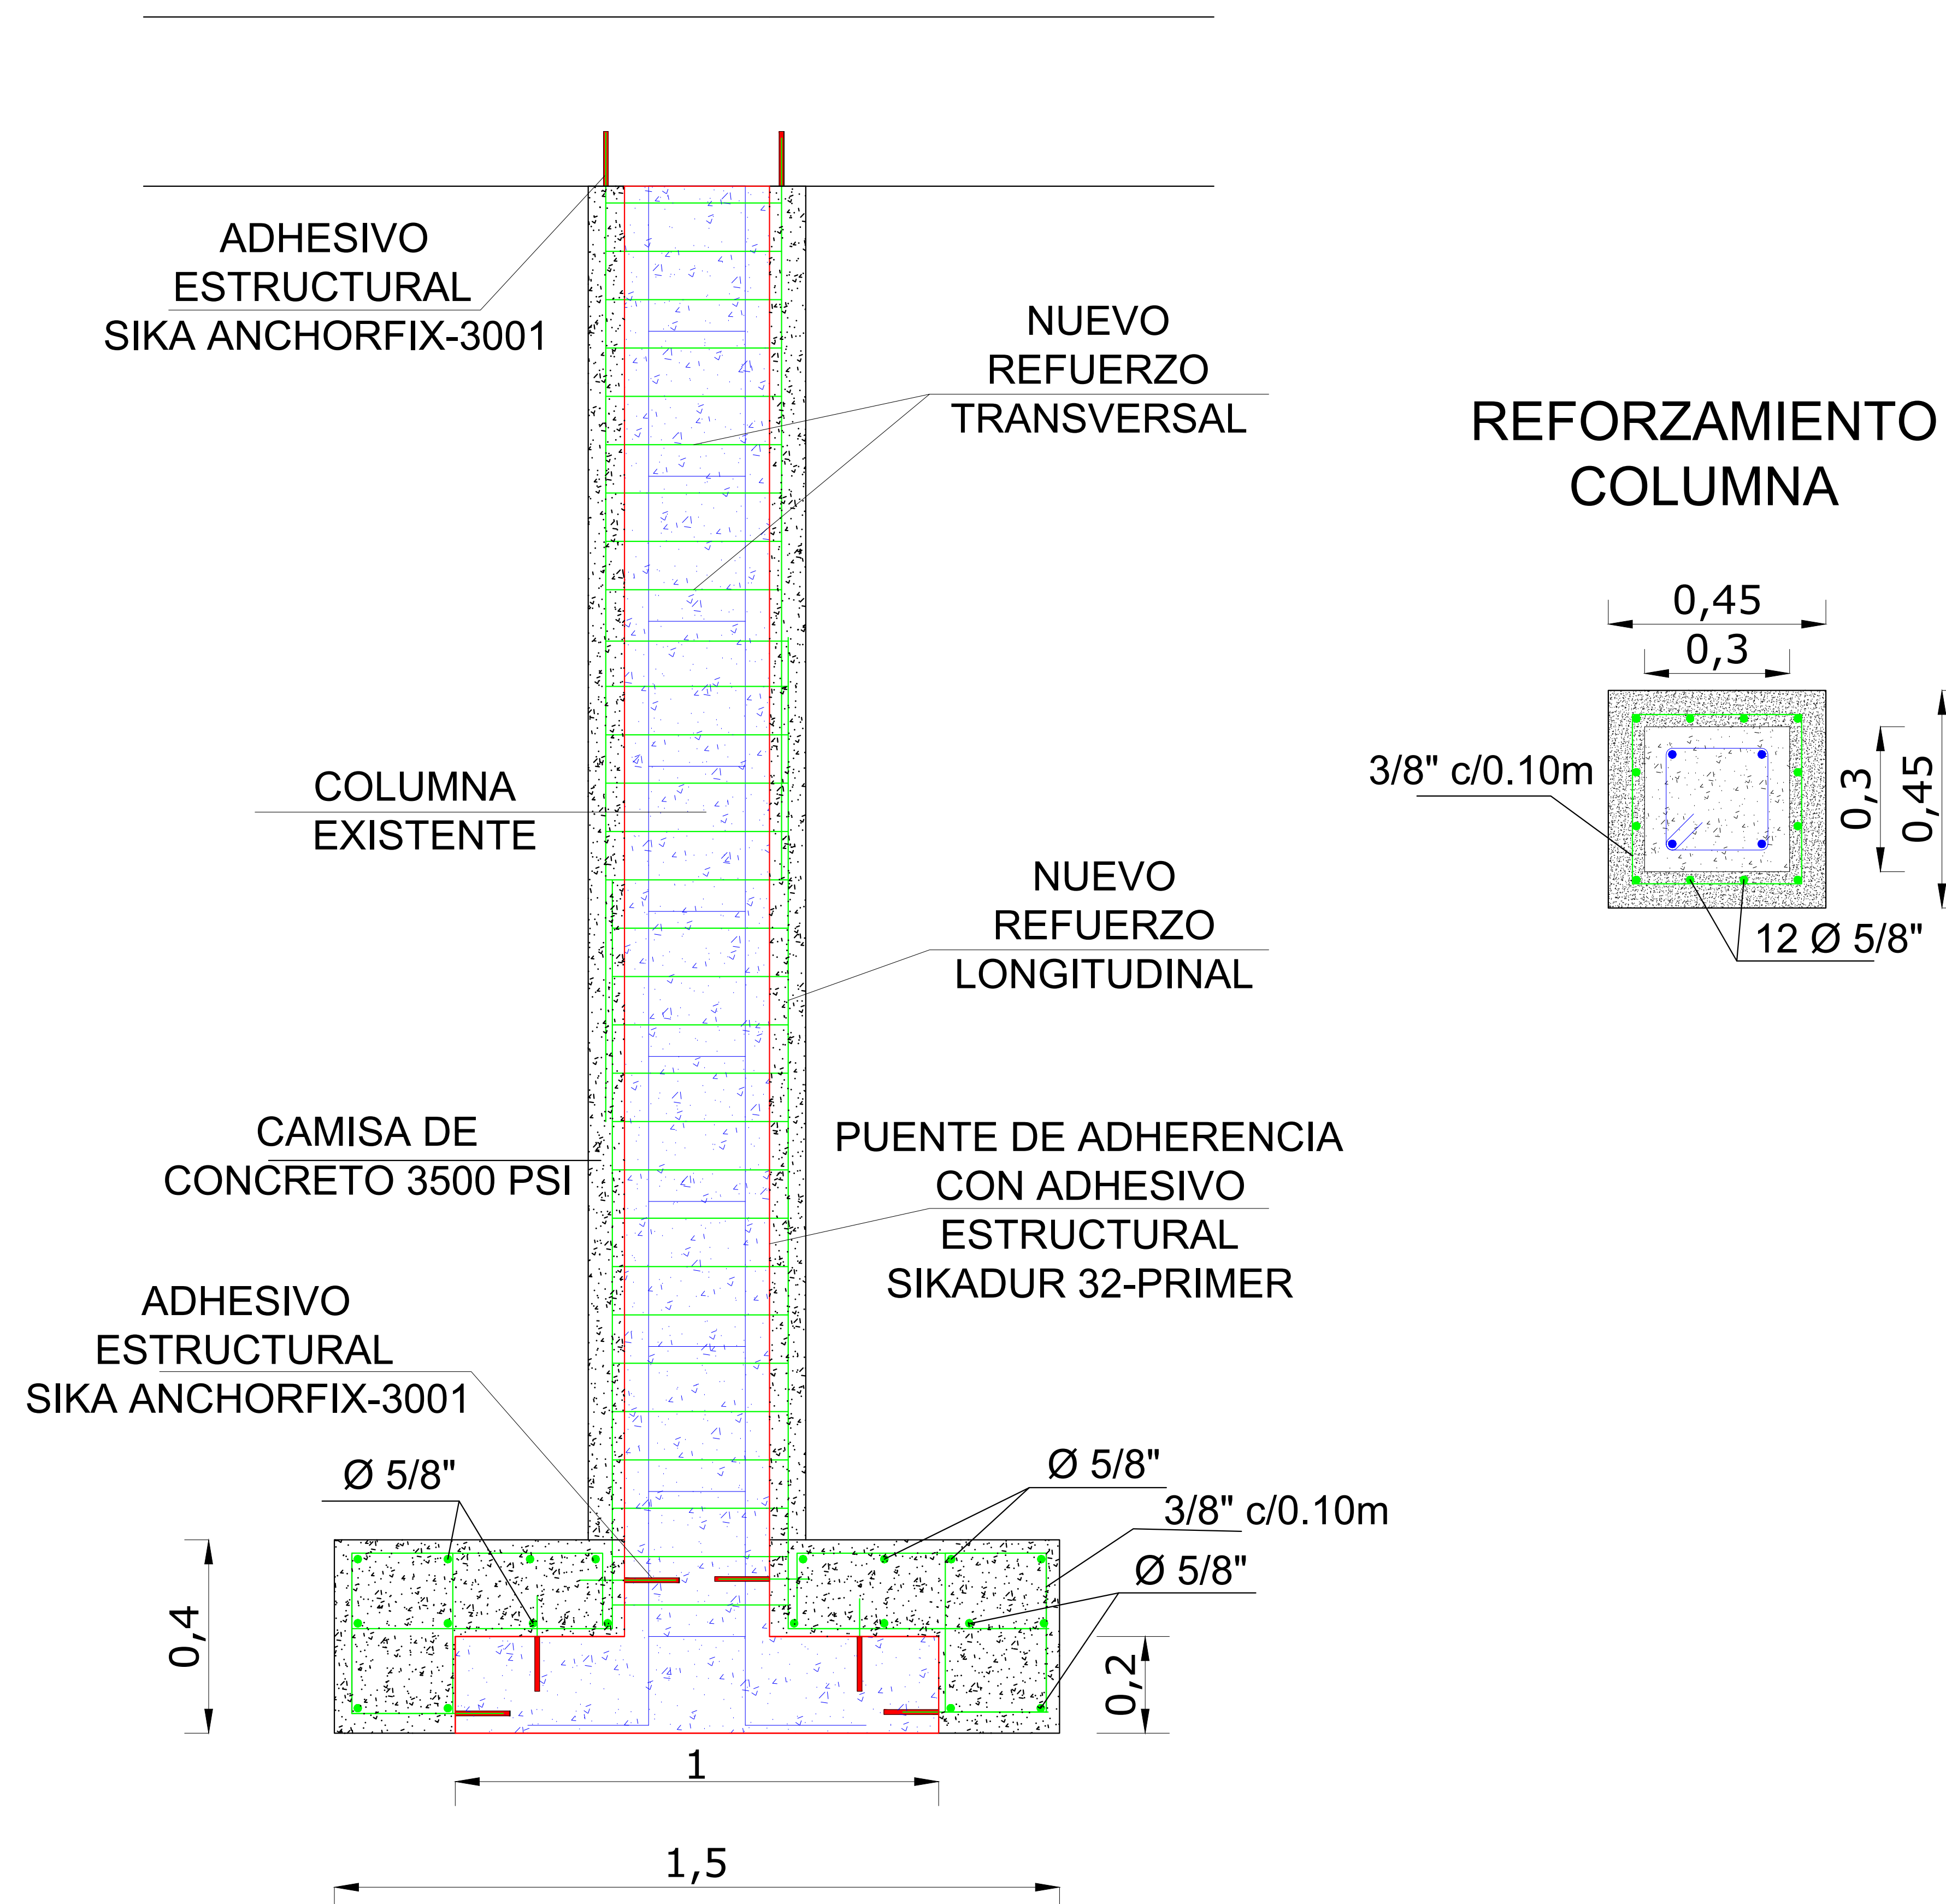 ADHESIVO
ESTRUCTURAL
SIKA ANCHORFIX-3001
NUEVO
REFUERZO
TRANSVERSAL
REFORZAMIENTO
COLUMNA
0,45
0,3
3/8" c/0.10m
0,3
0,45
12 Ø 5/8"
COLUMNA
EXISTENTE
NUEVO
REFUERZO
LONGITUDINAL
CAMISA DE
CONCRETO 3500 PSI
PUENTE DE ADHERENCIA
CON ADHESIVO
ESTRUCTURAL
SIKADUR 32-PRIMER
ADHESIVO
ESTRUCTURAL
SIKA ANCHORFIX-3001
Ø 5/8"
Ø 5/8"
3/8" c/0.10m
Ø 5/8"
0,4
0,2
1
1,5